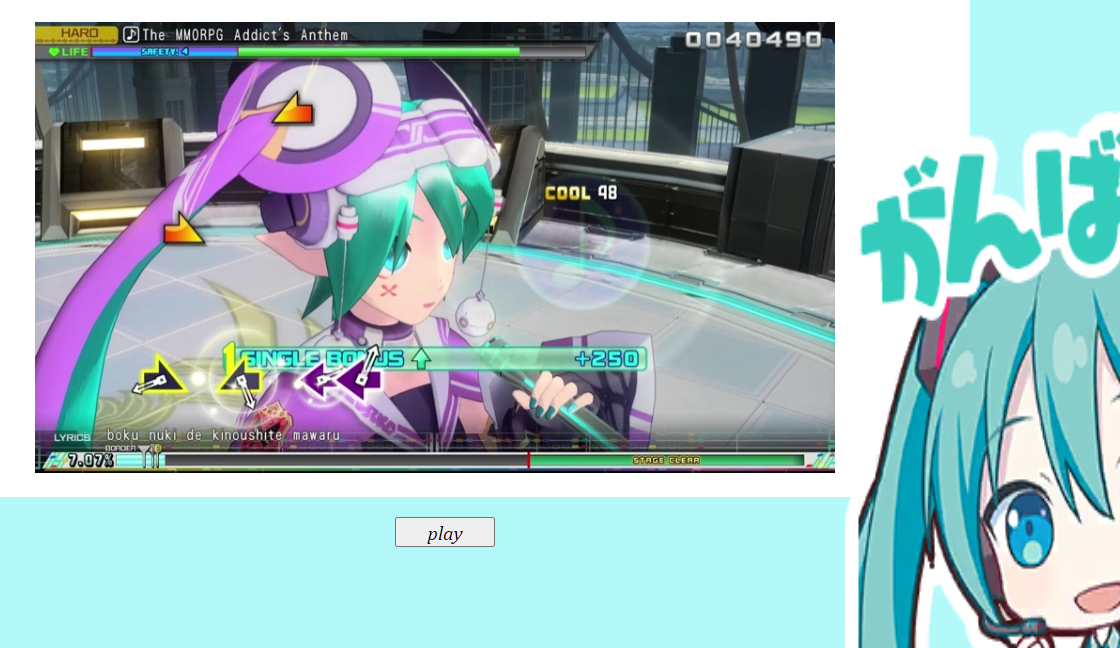 HARD
The MMORPG Addict's Anthem
0040490
LIFE
SAFETY!
COOL 98
がんば
SINGLE BONUS
+250
LYRICS
boku nuki de kinoushite mawaru
BORDER
7.07%
STAGE CLEAR
play